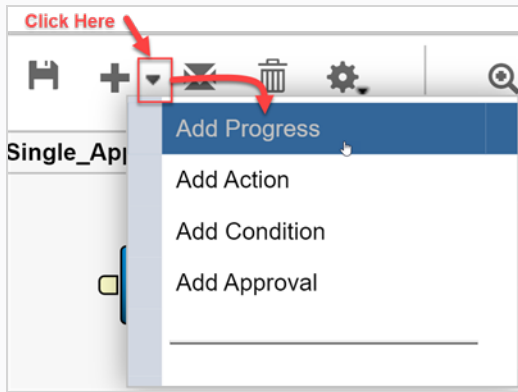 Click Here
Add Progress
Single_App
Add Action
Add Condition
Add Approval